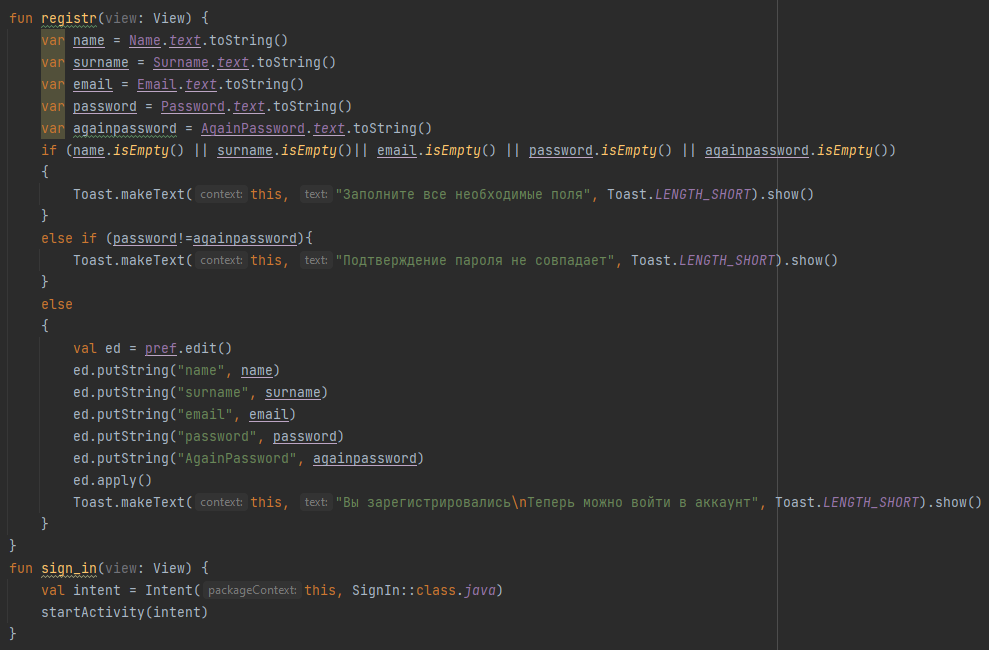 fun registr(view: View) {
var name = Name.text.toString()
var surname = Surname.text.toString()
var email = Email.text.toString()
var password = Password.text.toString()
var againpassword = AgainPassword.text.toString()
if (name.isEmpty() || surname.isEmpty()|| email.isEmpty() || password.isEmpty() || againpassword.isEmpty())
{
Toast.makeText( context: this, text: "Заполните все необходимые поля", Toast.LENGTH_SHORT).show()
}
else if (password!=againpassword){
Toast.makeText( context: this, text: "Подтверждение пароля не совпадает", Toast.LENGTH_SHORT).show()
}
else
{
val ed = pref.edit()
ed.putString("name", name)
ed.putString("surname", surname)
ed.putString("email", email)
ed.putString("password", password)
ed.putString("AgainPassword", againpassword)
ed.apply()
Toast.makeText( context: this, text: "Вы зарегистрировались\nТеперь можно войти в аккаунт", Toast.LENGTH_SHORT).show()
}
}
fun sign_in(view: View) {
val intent = Intent( packageContext: this, SignIn::class.java)
startActivity(intent)
}